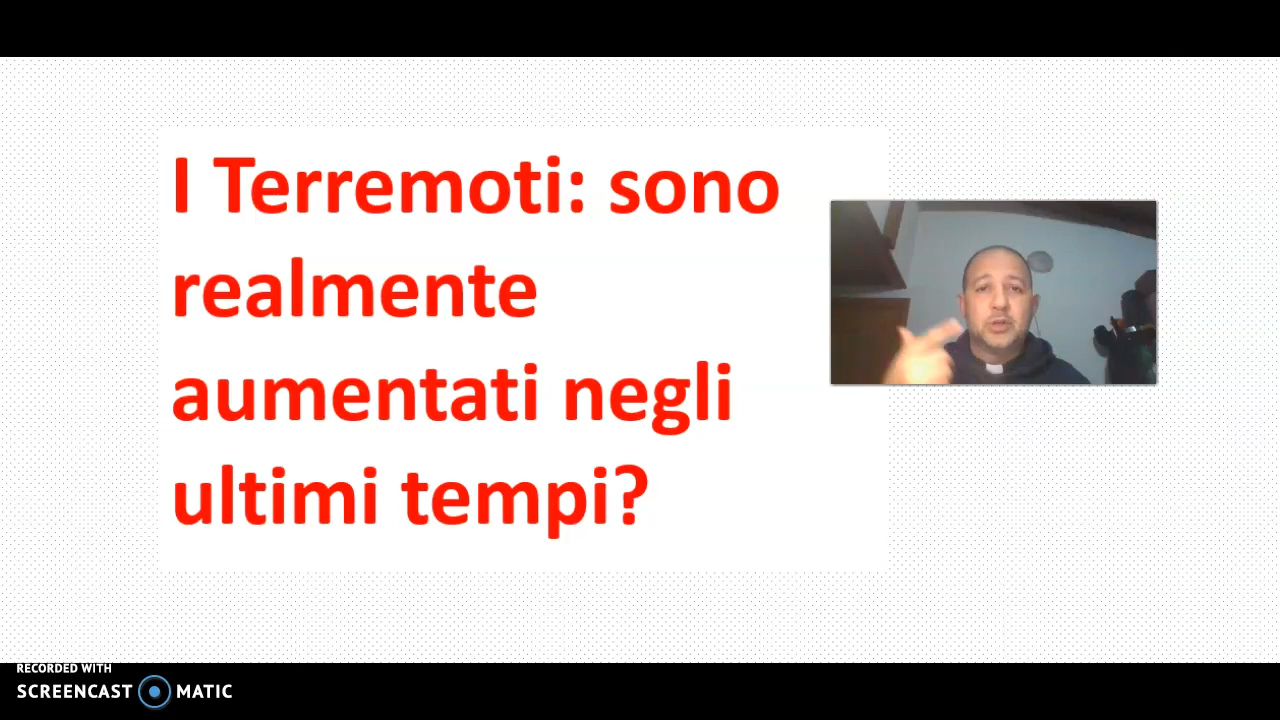 I Terremoti: sono
realmente
aumentati negli
ultimi tempi?
RECORDED WITH
SCREENCAST MATIC